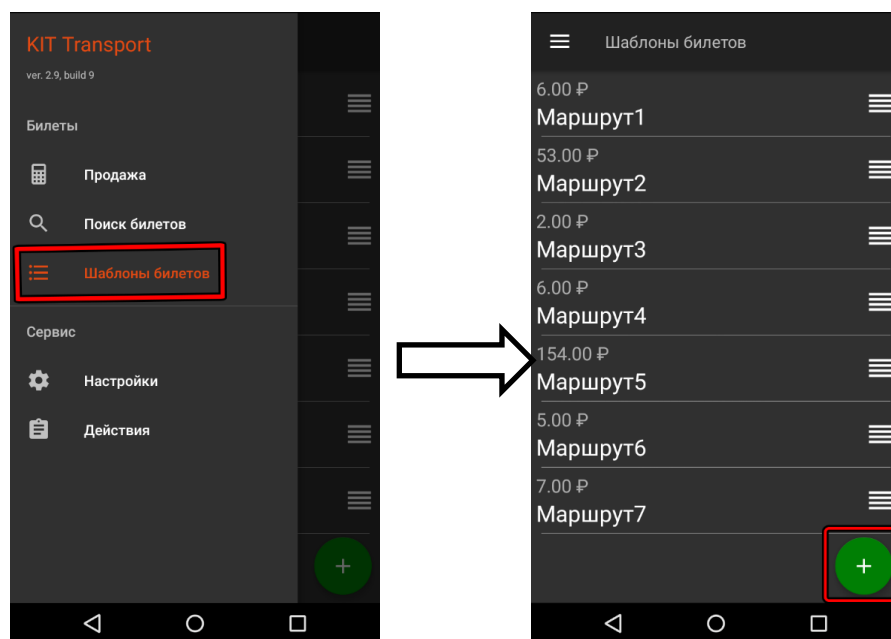 KIT Transport
ver. 2.9, build 9
Билеты
Продажа
Поиск билетов
Шаблоны билетов
Сервис
Настройки
Действия
Шаблоны билетов
6.00 ₽
Маршрут1
53.00 ₽
Маршрут2
2.00 ₽
Маршрут3
6.00 ₽
Маршрут4
154.00 ₽
Маршрут5
5.00 ₽
Маршрут6
7.00 ₽
Маршрут7